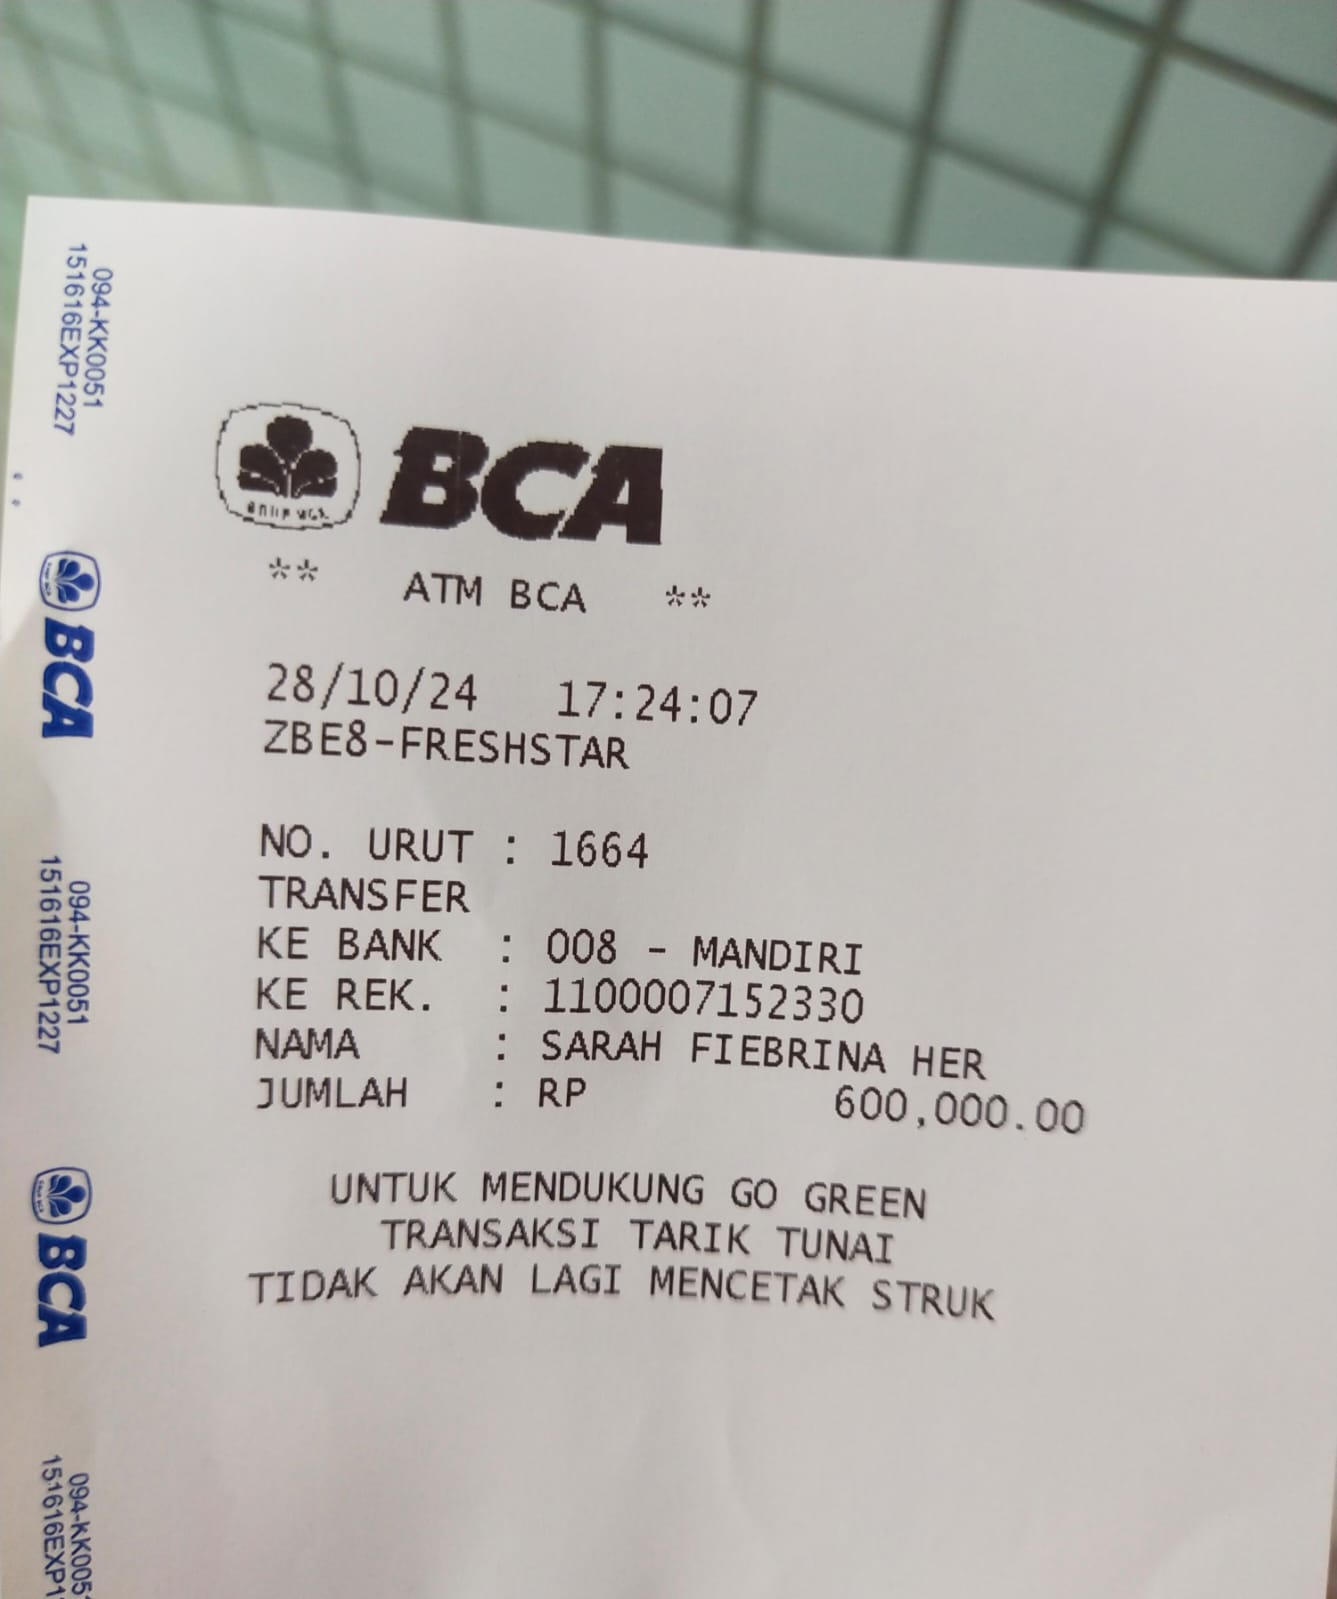 BCA
** ATM BCA **
28/10/24 17:24:07
ZBE8-FRESHSTAR
NO. URUT : 1664
TRANSFER
KE BANK : 008 - MANDIRI
KE REK. : 1100007152330
NAMA : SARAH FIEBRINA HER
JUMLAH : RP 600,000.00
UNTUK MENDUKUNG GO GREEN
TRANSAKSI TARIK TUNAI
TIDAK AKAN LAGI MENCETAK STRUK
094-KK0051
151616EXP1227
BCA
094-KK0051
151616EXP1227
BCA
094-KK005
151616EXP1